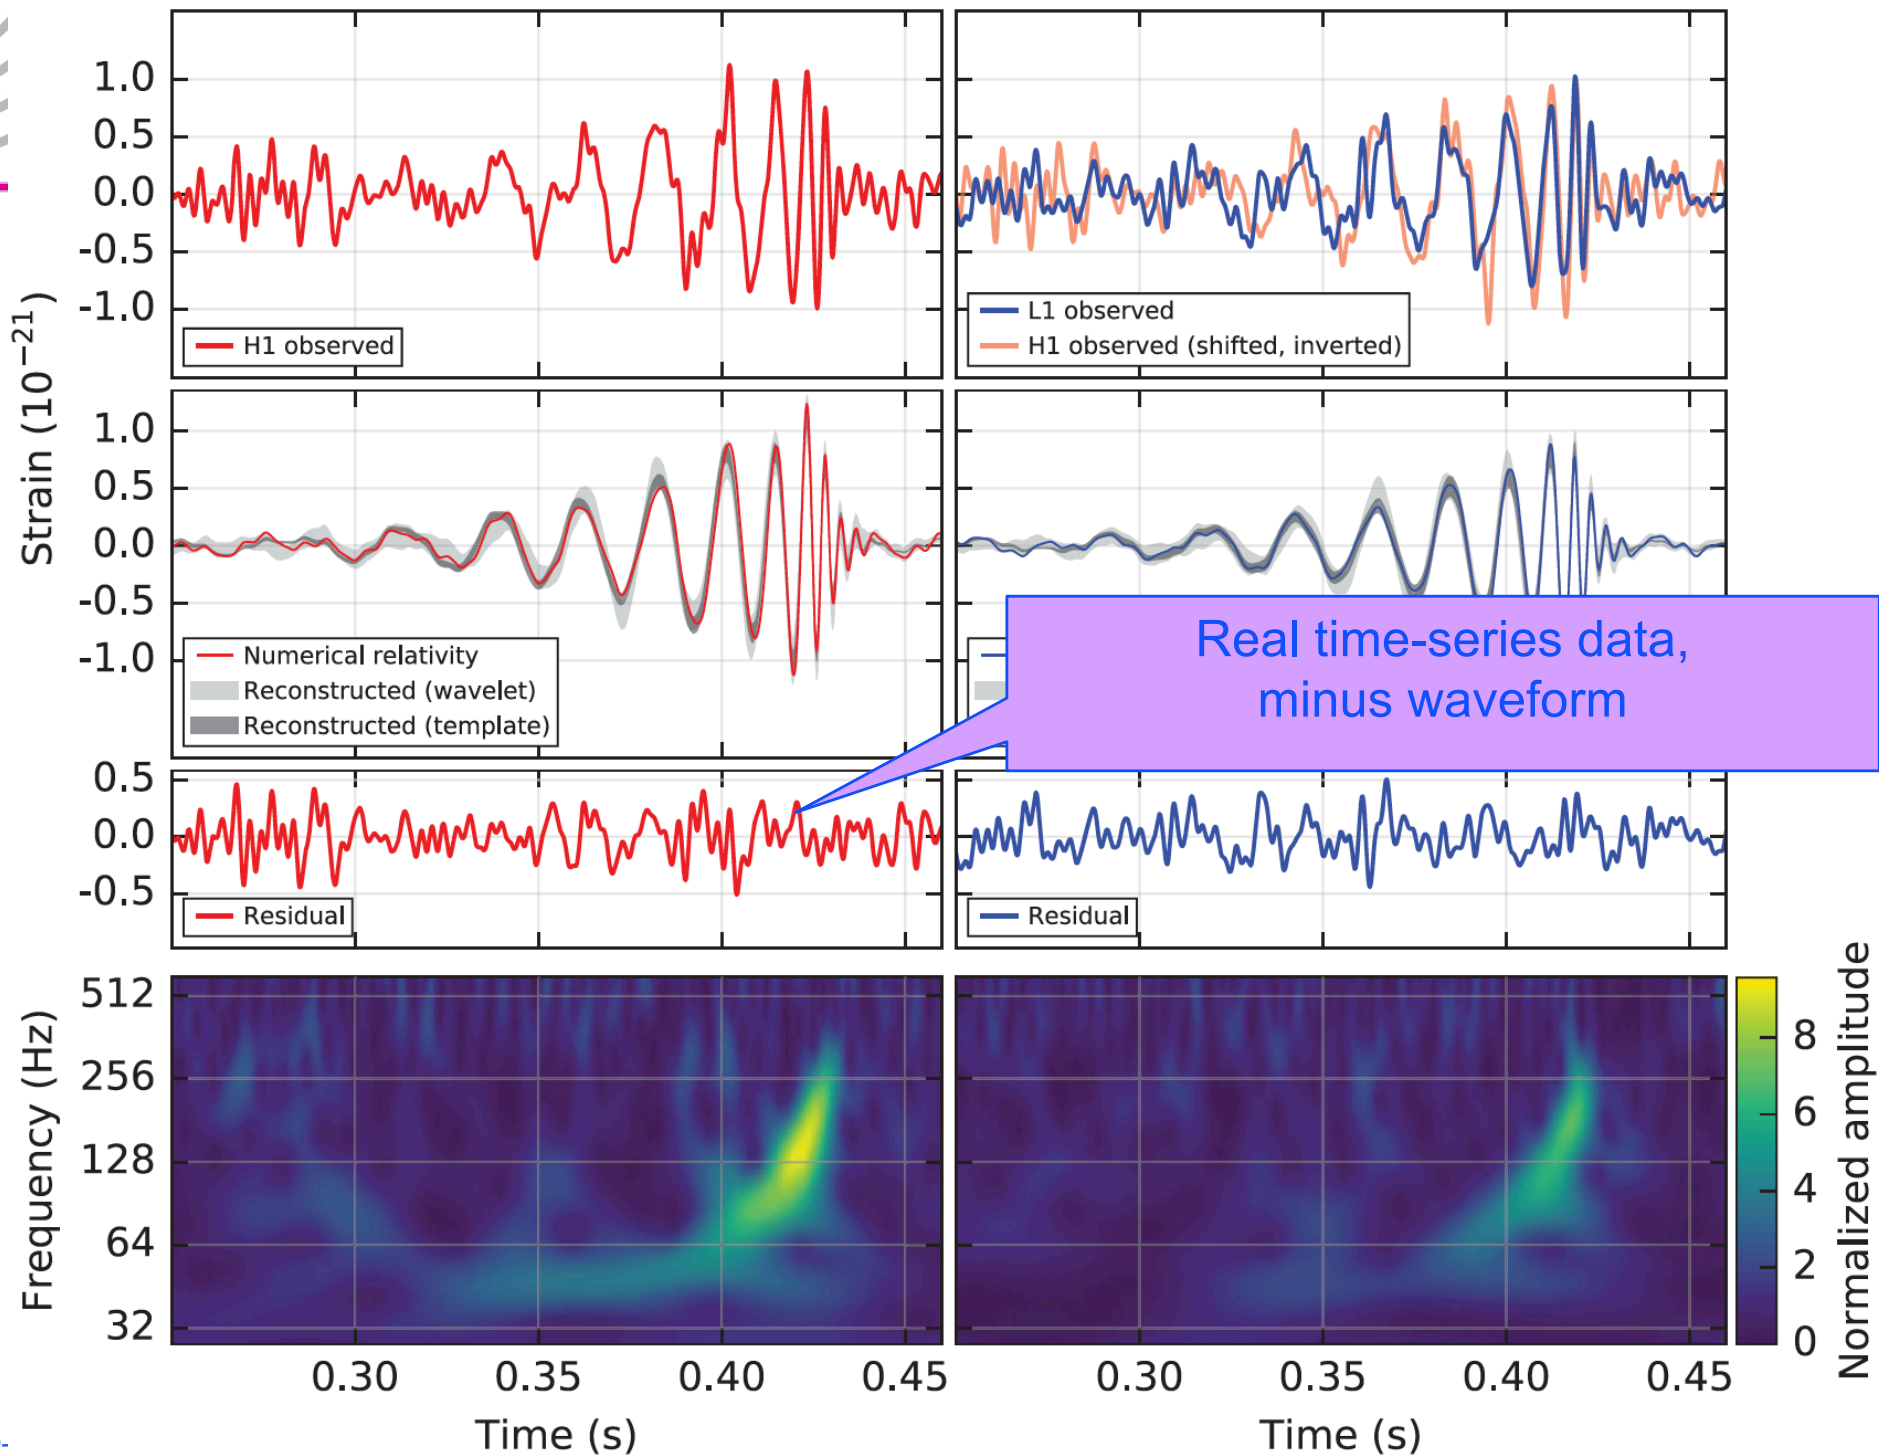 1.0
0.5
0.0
-0.5
-1.0
H1 observed
L1 observed
H1 observed (shifted, inverted)
Strain (10⁻²¹)
1.0
0.5
0.0
-0.5
-1.0
Numerical relativity
Reconstructed (wavelet)
Reconstructed (template)
Real time-series data,
minus waveform
0.5
0.0
-0.5
Residual
Residual
512
256
128
64
32
Frequency (Hz)
8
6
4
2
0
Normalized amplitude
0.30 0.35 0.40 0.45
0.30 0.35 0.40 0.45
Time (s)
Time (s)